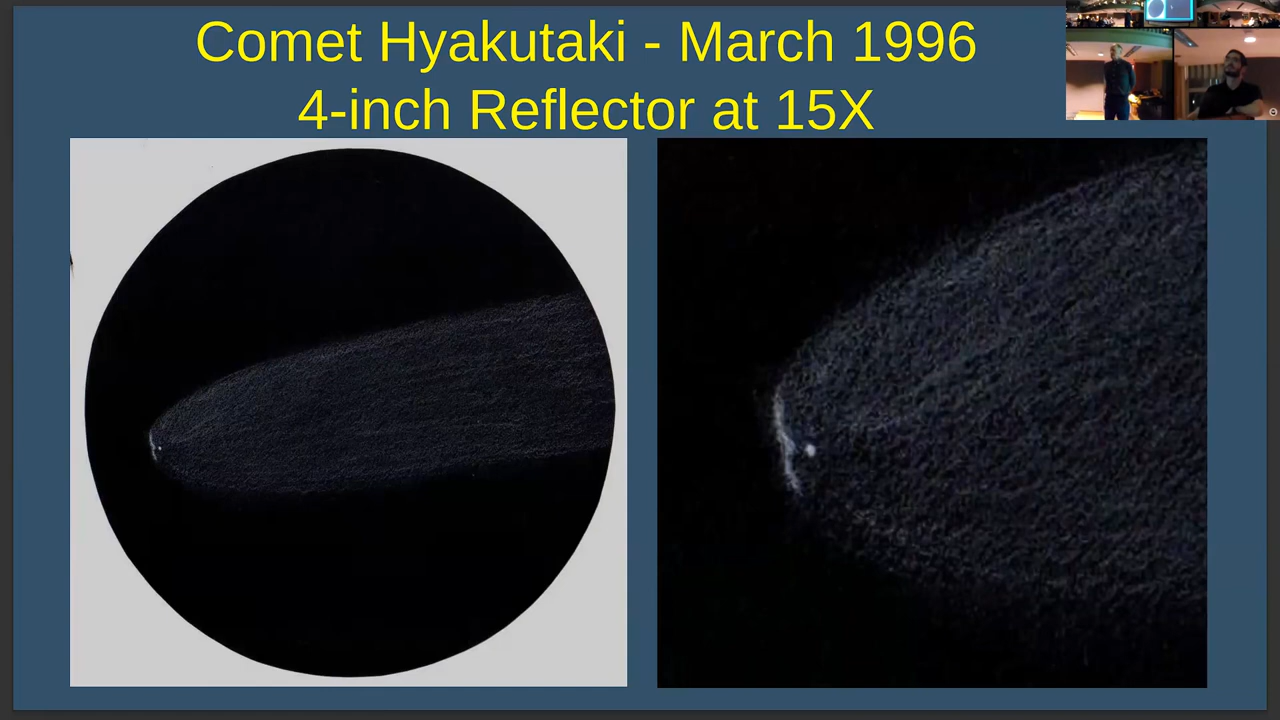 Comet Hyakutaki - March 1996
4-inch Reflector at 15X